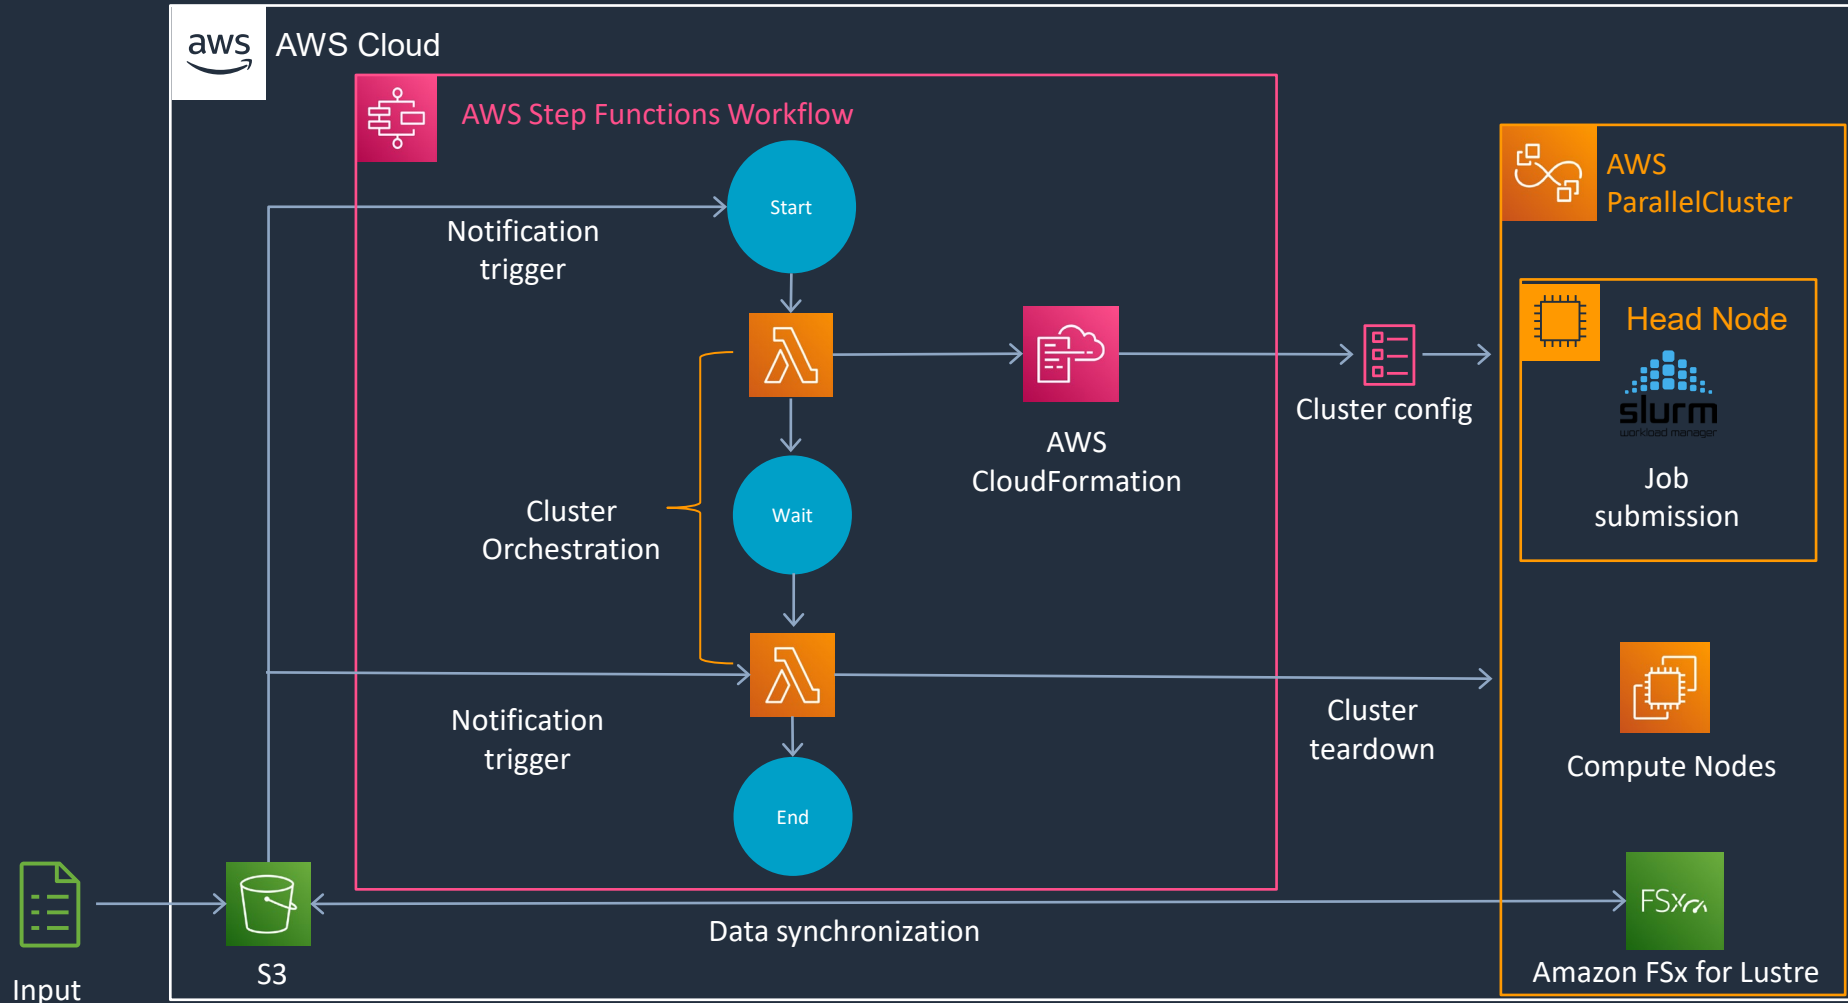 aws
AWS Cloud
AWS Step Functions Workflow
Start
Notification
trigger
AWS
ParallelCluster
Head Node
slurm
workload manager
Job
submission
AWS
CloudFormation
Cluster config
Cluster
Orchestration
Wait
Notification
trigger
Cluster
teardown
Compute Nodes
End
FSx
Data synchronization
S3
Input
Amazon FSx for Lustre